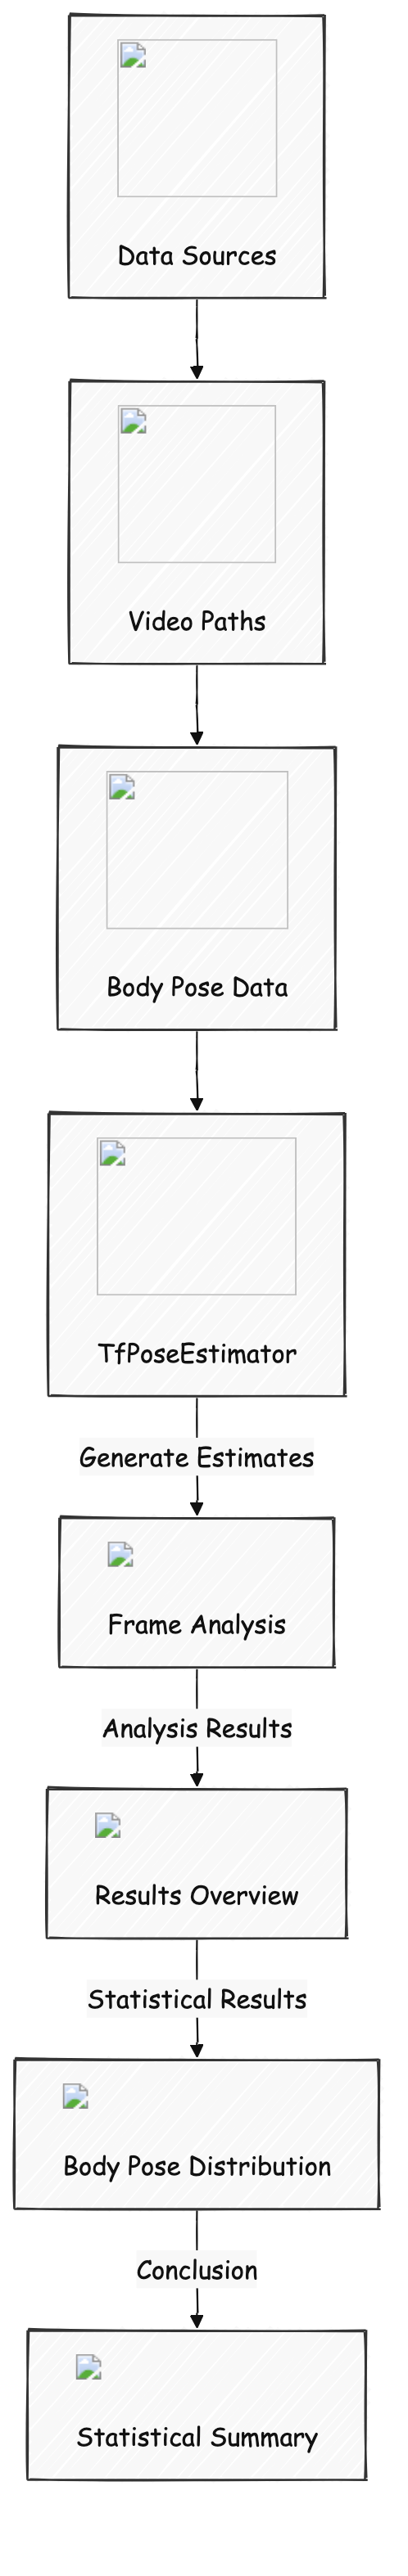 Data Sources
Video Paths
Body Pose Data
TfPoseEstimator
Generate Estimates
Frame Analysis
Analysis Results
Results Overview
Statistical Results
Body Pose Distribution
Conclusion
Statistical Summary